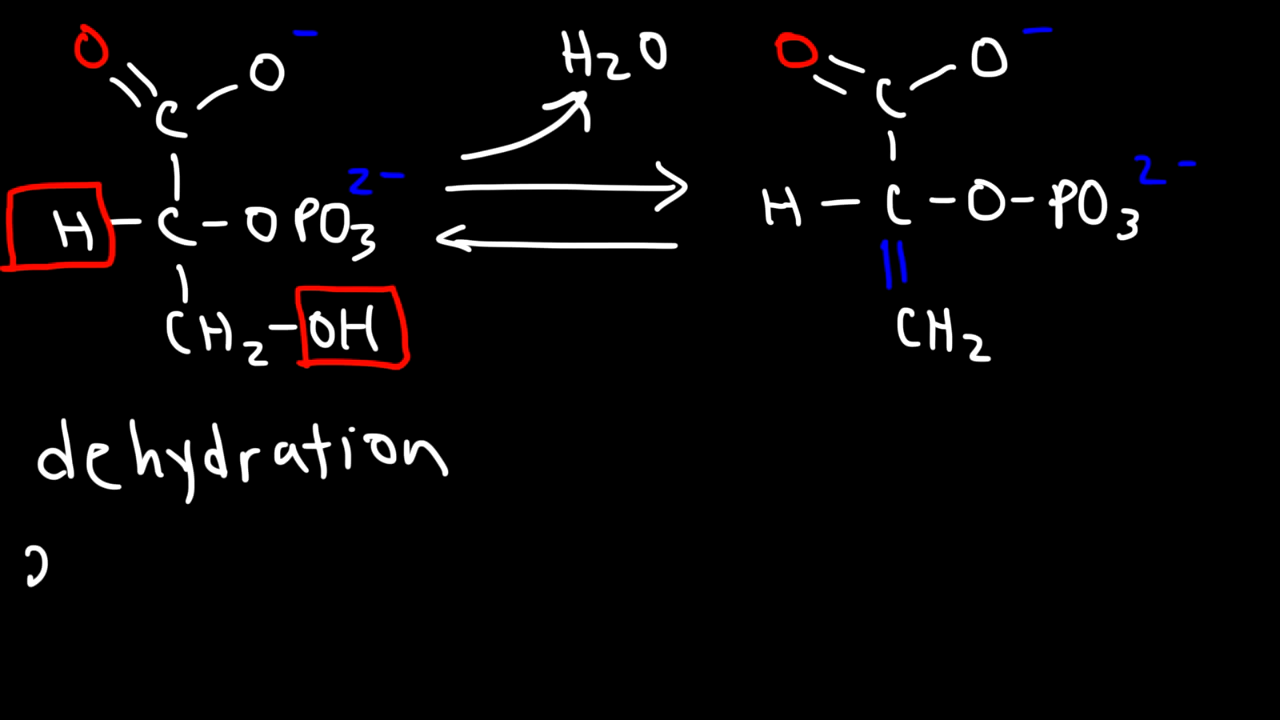 O O⁻ H₂O O O⁻
C C
H–C–OPO₃²⁻ H–C–O–PO₃²⁻
CH₂–OH CH₂
dehydration